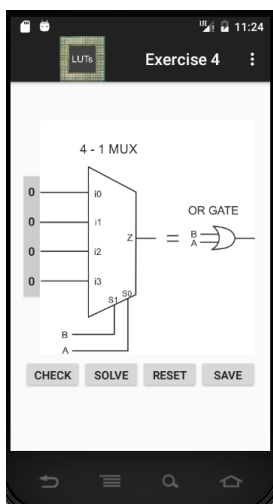 LTE 11:24
LUTs Exercise 4
4 - 1 MUX
0 i0
0 i1
OR GATE
Z = B
A
0 i2
0 i3
S1 S0
B
A
CHECK SOLVE RESET SAVE